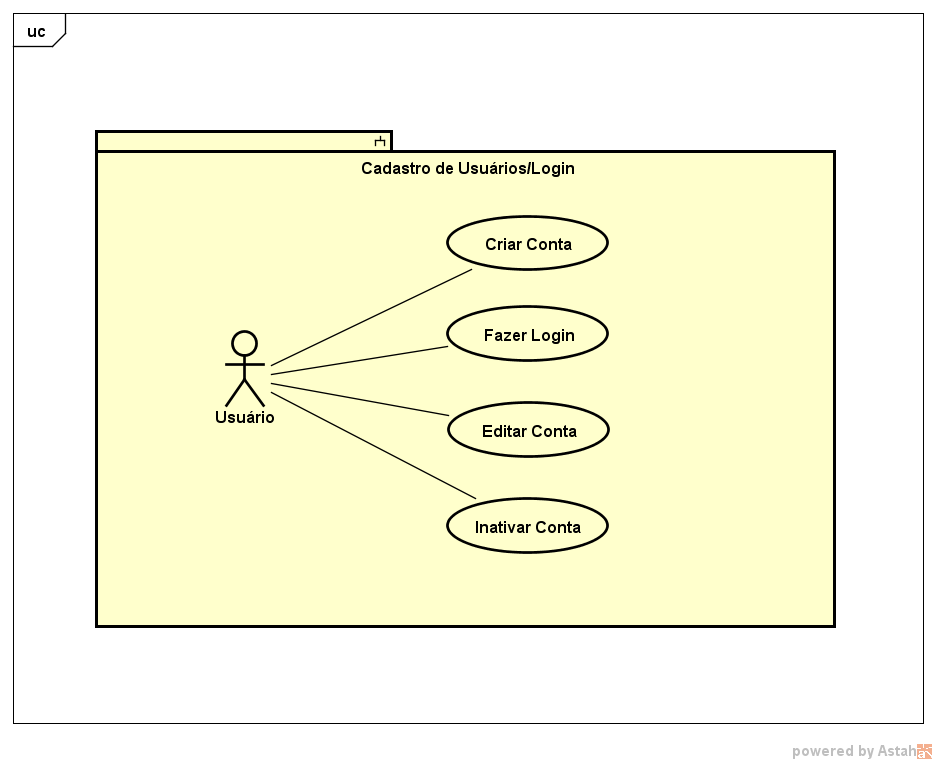 uc
Cadastro de Usuários/Login
Criar Conta
Fazer Login
Usuário
Editar Conta
Inativar Conta
powered by Astah